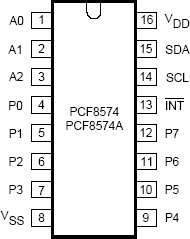 A0 1 16 VDD
A1 2 15 SDA
A2 3 14 SCL
P0 4 PCF8574 13 INT
P1 5 PCF8574A 12 P7
P2 6 11 P6
P3 7 10 P5
VSS 8 9 P4